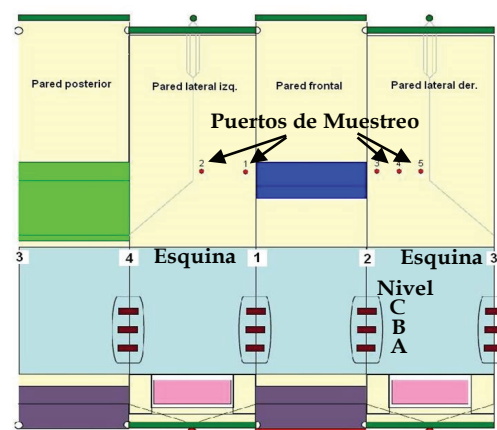 Pared posterior
Pared lateral izq.
Pared frontal
Pared lateral der.
Puertos de Muestreo
2
1
3
4
5
3
4
Esquina
1
2
Esquina
3
Nivel
C
B
A